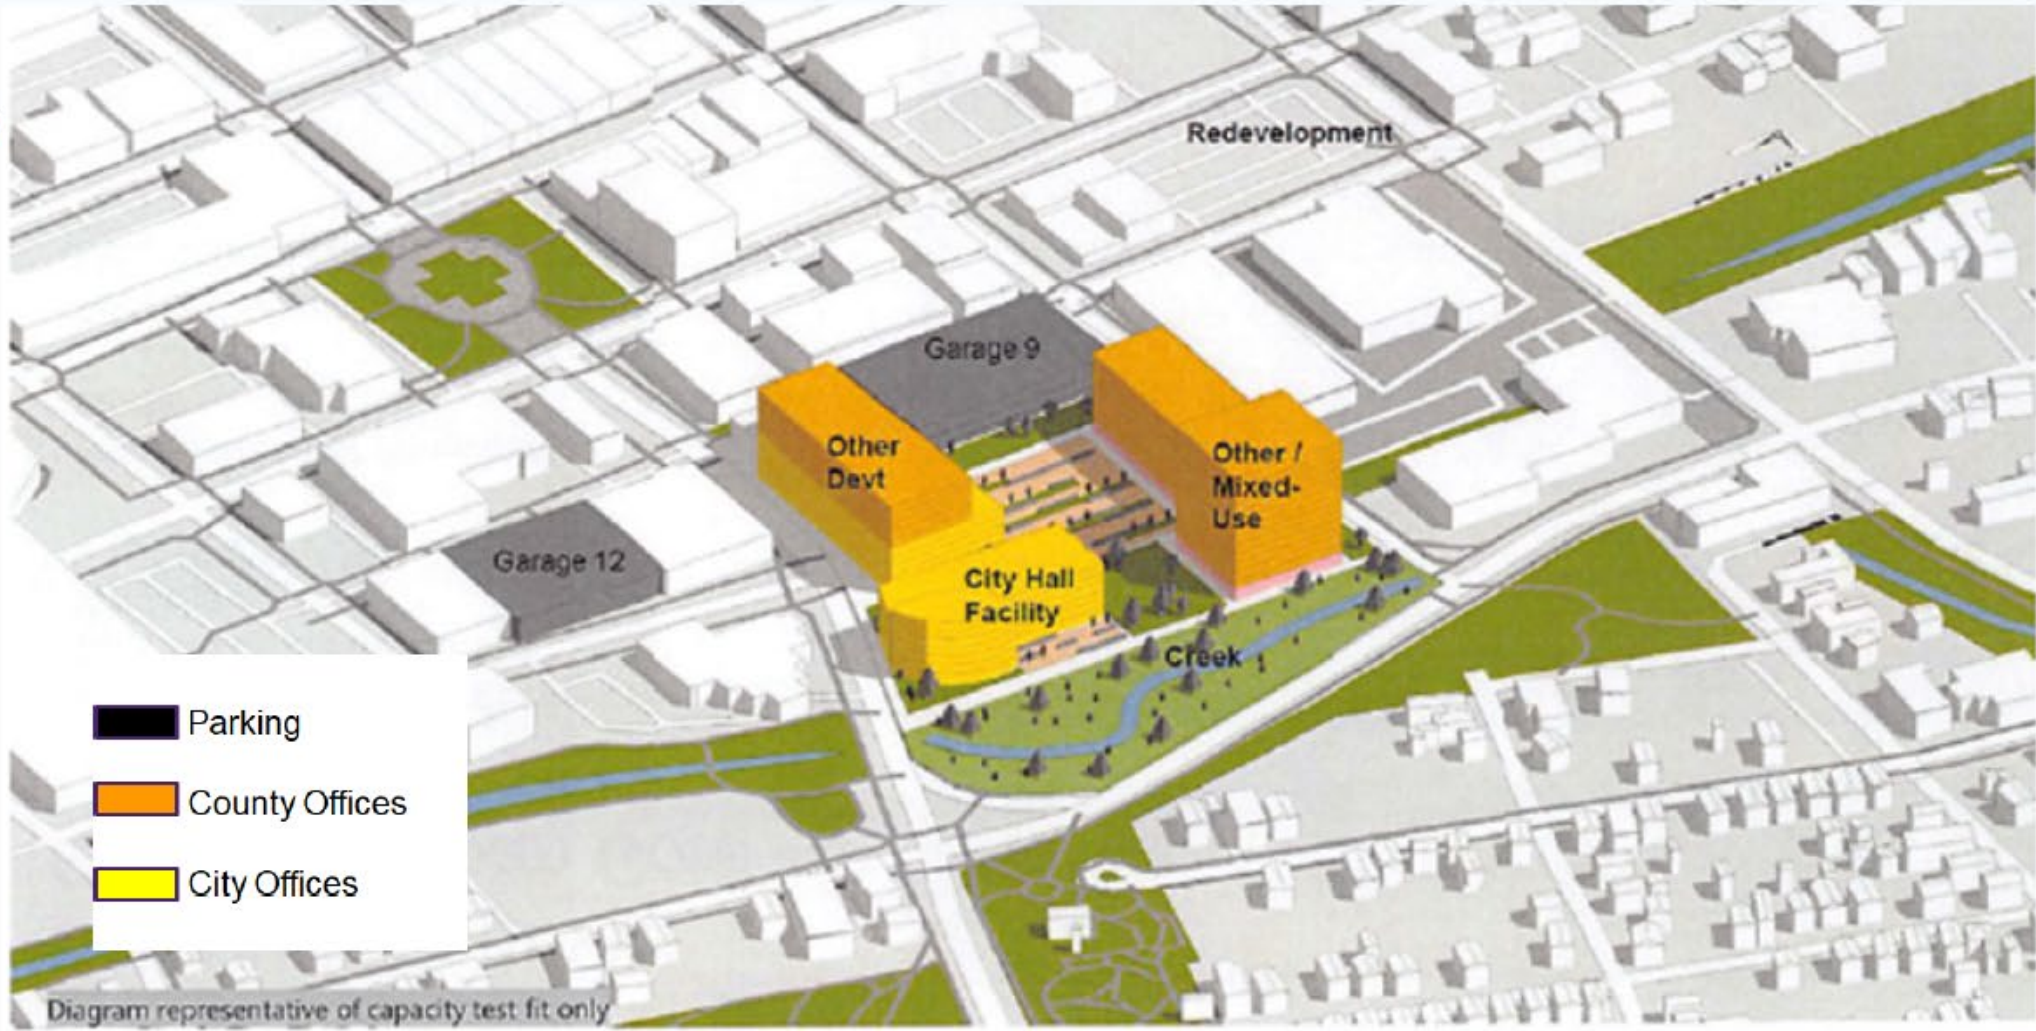 Redevelopment
Garage 9
Other
Devt
Other /
Mixed-
Use
Garage 12
City Hall
Facility
Creek
Parking
County Offices
City Offices
Diagram representative of capacity test fit only